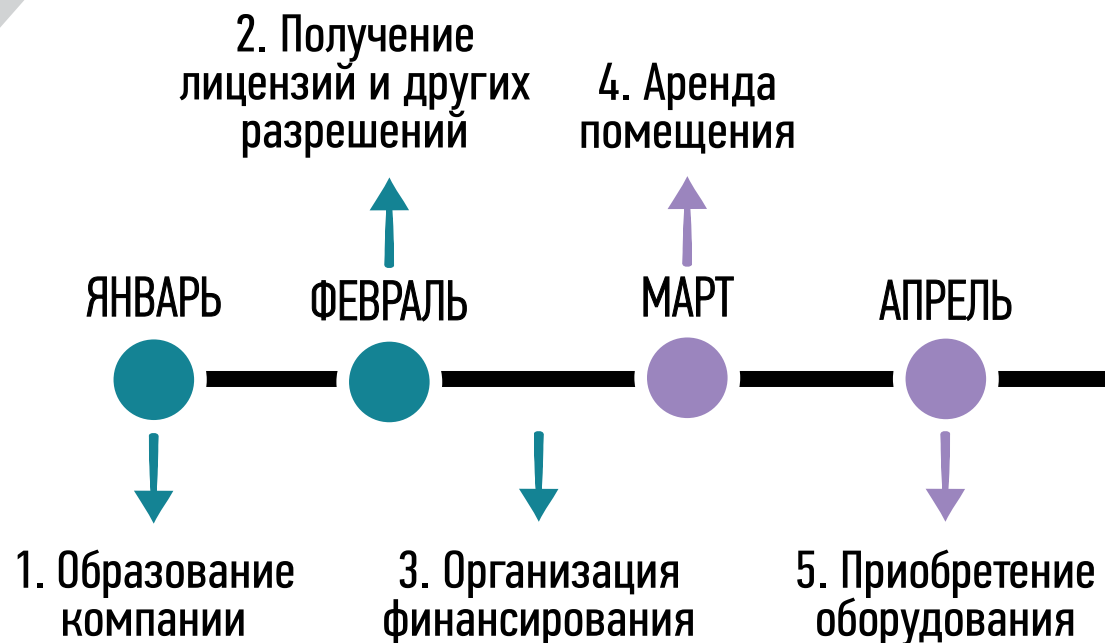 2. Получение
лицензий и других
разрешений
4. Аренда
помещения
ЯНВАРЬ
ФЕВРАЛЬ
МАРТ
АПРЕЛЬ
1. Образование
компании
3. Организация
финансирования
5. Приобретение
оборудования